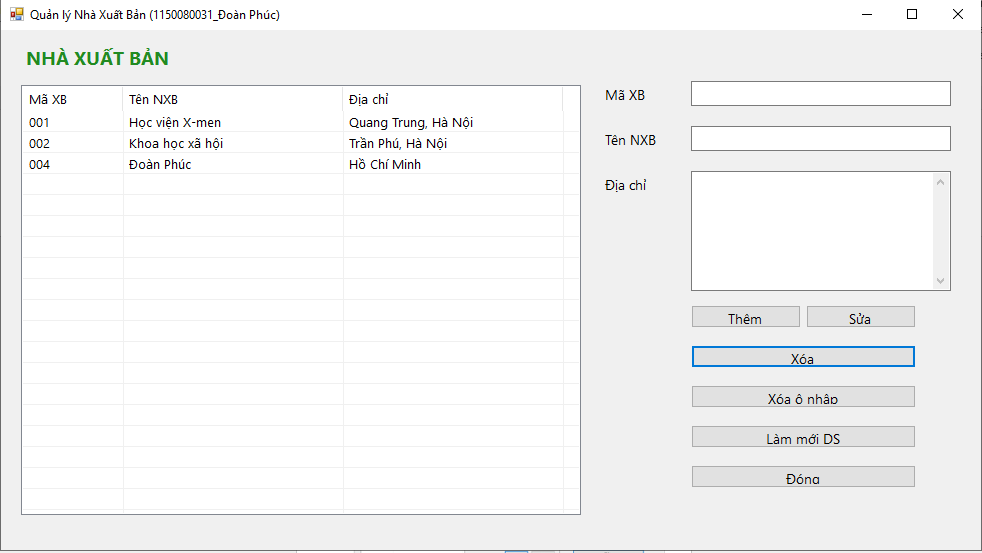 Quản lý Nhà Xuất Bản (1150080031_Đoàn Phúc)
NHÀ XUẤT BẢN
Mã XB Tên NXB Địa chỉ
001 Học viện X-men Quang Trung, Hà Nội
002 Khoa học xã hội Trần Phú, Hà Nội
004 Đoàn Phúc Hồ Chí Minh
Mã XB
Tên NXB
Địa chỉ
Thêm Sửa
Xóa
Xóa ô nhập
Làm mới DS
Đóng